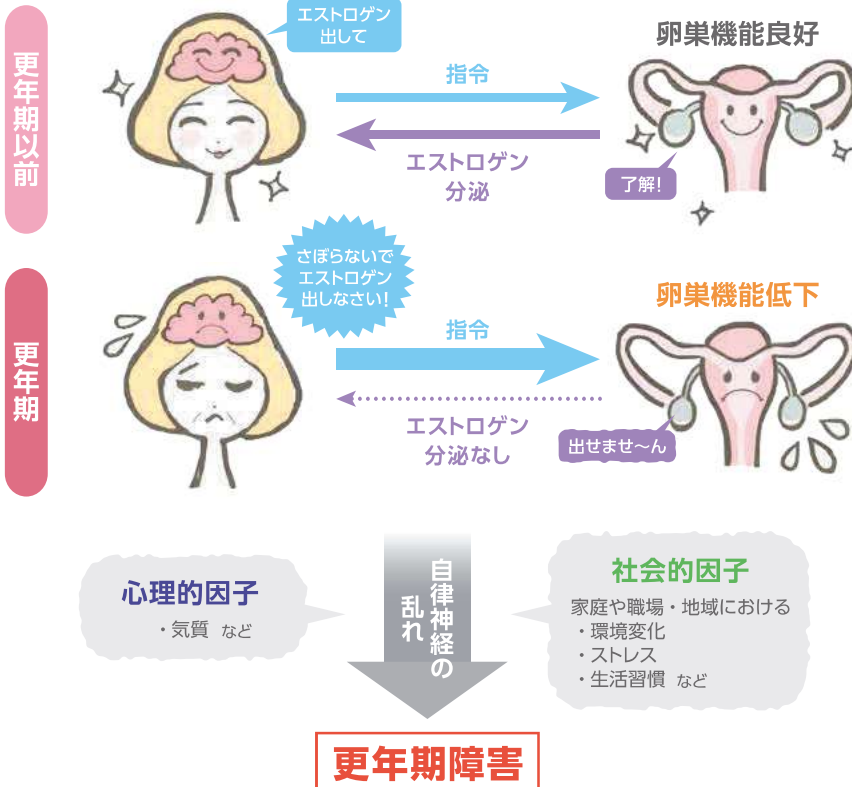 更年期以前
エストロゲン
出して
指令
エストロゲン
分泌
卵巣機能良好
了解!
更年期
さぼらないで
エストロゲン
出しなさい!
指令
エストロゲン
分泌なし
卵巣機能低下
出せませ〜ん
心理的因子
・気質 など
自律神経の
乱れ
社会的因子
家庭や職場・地域における
・環境変化
・ストレス
・生活習慣 など
更年期障害